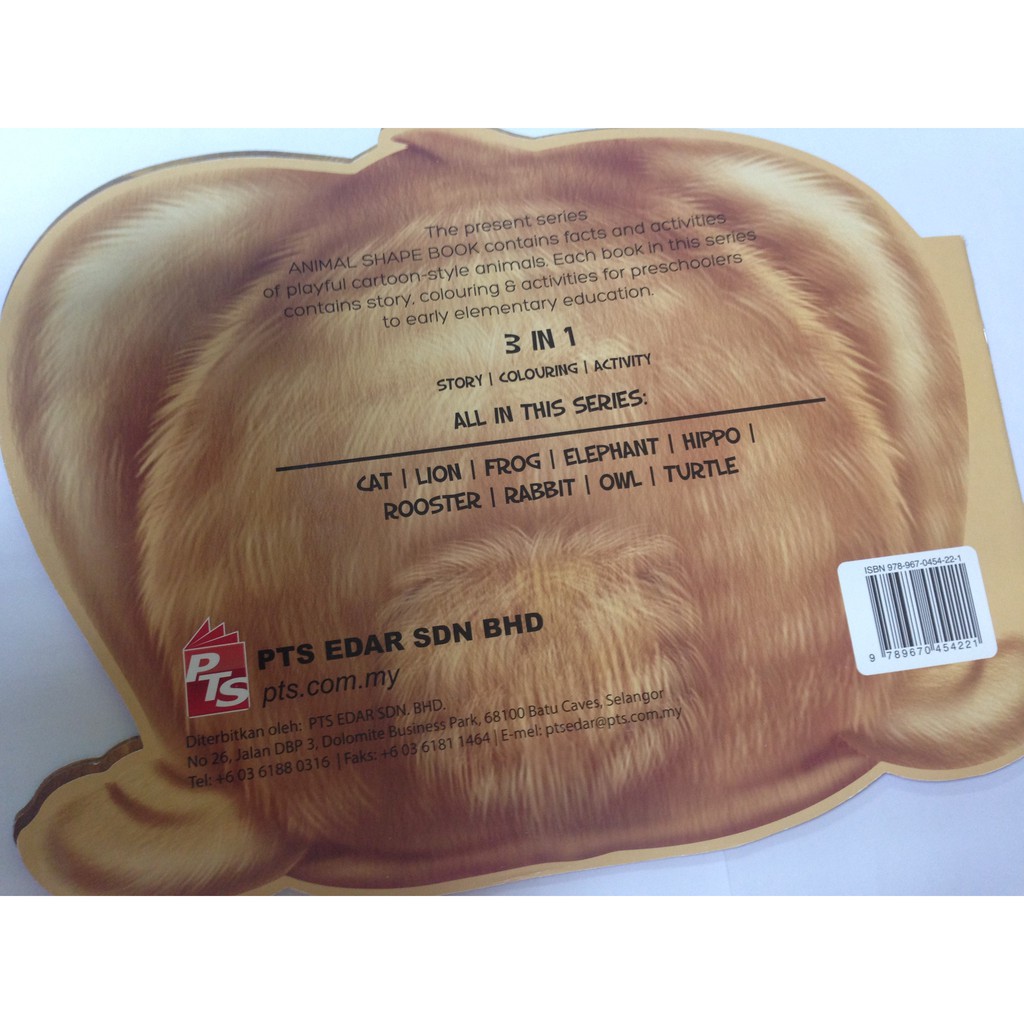 The present series
ANIMAL SHAPE BOOK contains facts and activities
of playful cartoon-style animals. Each book in this series
contains story, colouring & activities for preschoolers
to early elementary education.
3 IN 1
STORY | COLOURING | ACTIVITY
ALL IN THIS SERIES:
CAT | LION | FROG | ELEPHANT | HIPPO |
ROOSTER | RABBIT | OWL | TURTLE
ISBN 978-967-0454-22-1
9 789670 454221
PTS
PTS EDAR SDN BHD
pts.com.my
Diterbitkan oleh: PTS EDAR SDN. BHD.
No 26, Jalan DBP 3, Dolomite Business Park, 68100 Batu Caves, Selangor
Tel: +6 03 6188 0316 | Faks: +6 03 6181 1464 | E-mel: ptsedar@pts.com.my